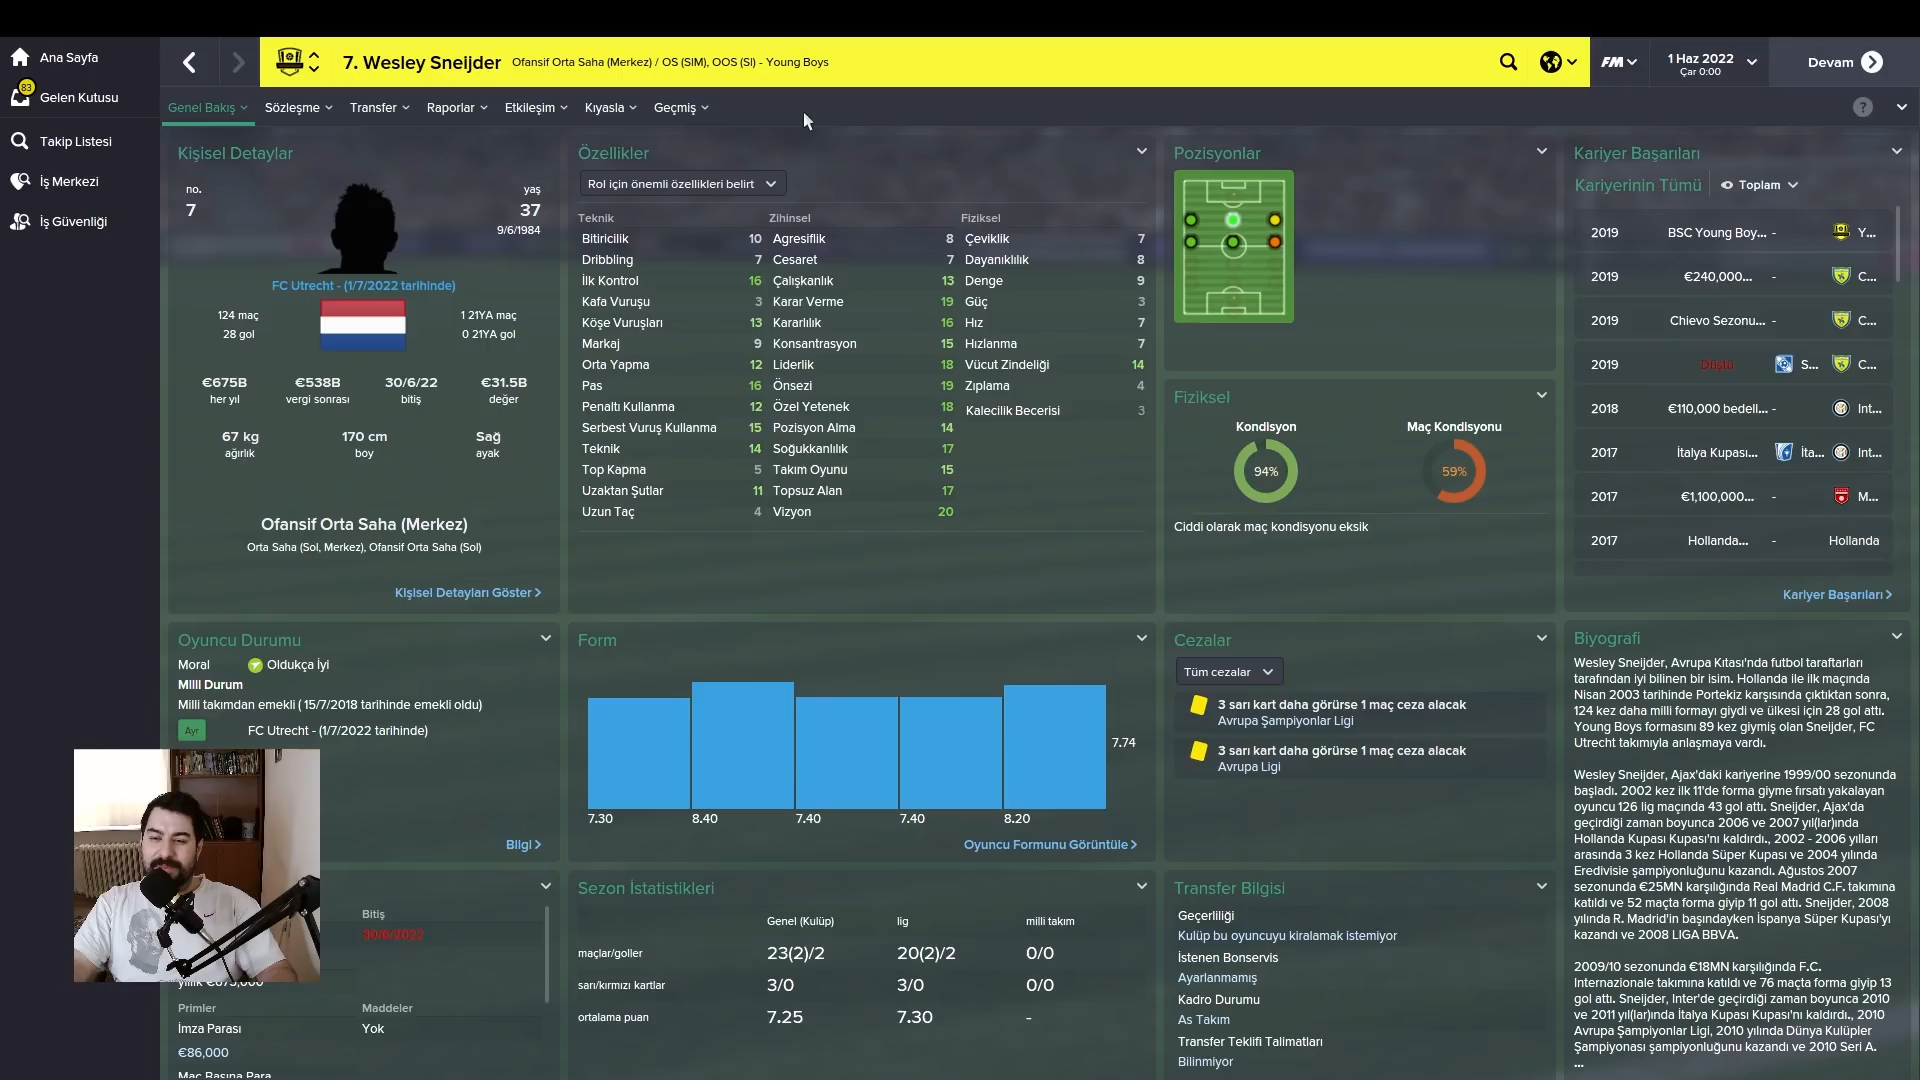 Ana Sayfa
83
Gelen Kutusu
Takip Listesi
İş Merkezi
İş Güvenliği
7. Wesley Sneijder
Ofansif Orta Saha (Merkez) / OS (SlM), OOS (Sl) - Young Boys
FM
1 Haz 2022
Çar 0:00
Devam
Genel Bakış
Sözleşme
Transfer
Raporlar
Etkileşim
Kıyasla
Geçmiş
?
Kişisel Detaylar
no.
7
yaş
37
9/6/1984
FC Utrecht - (1/7/2022 tarihinde)
124 maç
28 gol
1 21YA maç
0 21YA gol
€675B
her yıl
€538B
vergi sonrası
30/6/22
bitiş
€31.5B
değer
67 kg
ağırlık
170 cm
boy
Sağ
ayak
Ofansif Orta Saha (Merkez)
Orta Saha (Sol, Merkez), Ofansif Orta Saha (Sol)
Kişisel Detayları Göster
Özellikler
Rol için önemli özellikleri belirt
Teknik Zihinsel Fiziksel
Bitiricilik 10 Agresiflik 8 Çeviklik 7
Dribbling 7 Cesaret 7 Dayanıklılık 8
İlk Kontrol 16 Çalışkanlık 13 Denge 9
Kafa Vuruşu 3 Karar Verme 19 Güç 3
Köşe Vuruşları 13 Kararlılık 16 Hız 7
Markaj 9 Konsantrasyon 15 Hızlanma 7
Orta Yapma 12 Liderlik 18 Vücut Zindeliği 14
Pas 16 Önsezi 19 Zıplama 4
Penaltı Kullanma 12 Özel Yetenek 18 Kalecilik Becerisi 3
Serbest Vuruş Kullanma 15 Pozisyon Alma 14
Teknik 14 Soğukkanlılık 17
Top Kapma 5 Takım Oyunu 15
Uzaktan Şutlar 11 Topsuz Alan 17
Uzun Taç 4 Vizyon 20
Pozisyonlar
Fiziksel
Kondisyon
94%
Maç Kondisyonu
59%
Ciddi olarak maç kondisyonu eksik
Kariyer Başarıları
Kariyerinin Tümü
Toplam
2019 BSC Young Boy... - Y...
2019 €240,000... - C...
2019 Chievo Sezonu... - C...
2019 Düştü S... C...
2018 €110,000 bedell... - Int...
2017 İtalya Kupası... İta... Int...
2017 €1,100,000... - M...
2017 Hollanda... - Hollanda
Kariyer Başarıları
Oyuncu Durumu
Moral Oldukça İyi
Milli Durum
Milli takımdan emekli ( 15/7/2018 tarihinde emekli oldu)
Ayr FC Utrecht - (1/7/2022 tarihinde)
Bilgi
Form
7.30 8.40 7.40 7.40 8.20
7.74
Oyuncu Formunu Görüntüle
Cezalar
Tüm cezalar
3 sarı kart daha görürse 1 maç ceza alacak
Avrupa Şampiyonlar Ligi
3 sarı kart daha görürse 1 maç ceza alacak
Avrupa Ligi
Biyografi
Wesley Sneijder, Avrupa Kıtası'nda futbol taraftarları
tarafından iyi bilinen bir isim. Hollanda ile ilk maçında
Nisan 2003 tarihinde Portekiz karşısında çıktıktan sonra,
124 kez daha milli formayı giydi ve ülkesi için 28 gol attı.
Young Boys formasını 89 kez giymiş olan Sneijder, FC
Utrecht takımıyla anlaşmaya vardı.
Wesley Sneijder, Ajax'daki kariyerine 1999/00 sezonunda
başladı. 2002 kez ilk 11'de forma giyme fırsatı yakalayan
oyuncu 126 lig maçında 43 gol attı. Sneijder, Ajax'da
geçirdiği zaman boyunca 2006 ve 2007 yıl(lar)ında
Hollanda Kupası Kupası'nı kaldırdı., 2002 - 2006 yılları
arasında 3 kez Hollanda Süper Kupası ve 2004 yılında
Eredivisie şampiyonluğunu kazandı. Ağustos 2007
sezonunda €25MN karşılığında Real Madrid C.F. takımına
katıldı ve 52 maçta forma giyip 11 gol attı. Sneijder, 2008
yılında R. Madrid'in başındayken İspanya Süper Kupası'yı
kazandı ve 2008 LIGA BBVA.
2009/10 sezonunda €18MN karşılığında F.C.
Internazionale takımına katıldı ve 76 maçta forma giyip 13
gol attı. Sneijder, Inter'de geçirdiği zaman boyunca 2010
ve 2011 yıl(lar)ında İtalya Kupası Kupası'nı kaldırdı., 2010
Avrupa Şampiyonlar Ligi, 2010 yılında Dünya Kulüpler
Şampiyonası şampiyonluğunu kazandı ve 2010 Seri A.
...
Bitiş
30/6/2022
Primler Maddeler
İmza Parası Yok
€86,000
Maç Başına Para
Sezon İstatistikleri
Genel (Kulüp) lig milli takım
maçlar/goller 23(2)/2 20(2)/2 0/0
sarı/kırmızı kartlar 3/0 3/0 0/0
ortalama puan 7.25 7.30 -
Transfer Bilgisi
Geçerliliği
Kulüp bu oyuncuyu kiralamak istemiyor
İstenen Bonservis
Ayarlanmamış
Kadro Durumu
As Takım
Transfer Teklifi Talimatları
Bilinmiyor